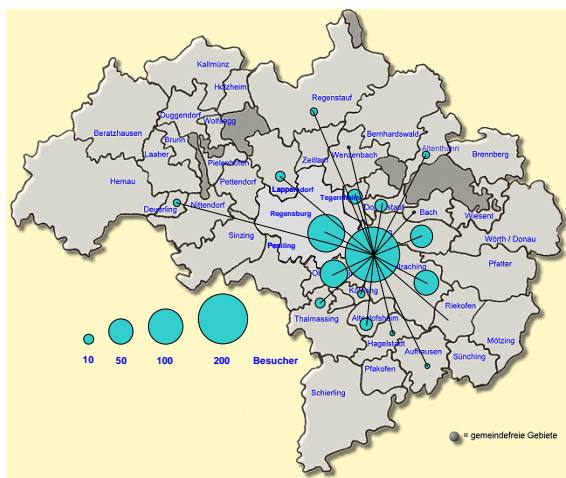 Kallmünz
Holzheim
Regenstauf
Duggendorf
Wolfsegg
Beratzhausen
Bernhardswald
Brunn
Altenthann
Laaber
Pielenhofen
Zeitlarn
Wenzenbach
Brennberg
Hemau
Pettendorf
Lappersdorf
Tegernheim
Deuerling
Nittendorf
Regensburg
Bach
Wiesent
Sinzing
Pentling
Wörth / Donau
Pfatter
Riekofen
Thalmassing
Alteglofsheim
Hagelstadt
Mötzing
Aufhausen
Sünching
Pfakofen
Schierling
10 50 100 200 Besucher
= gemeindefreie Gebiete